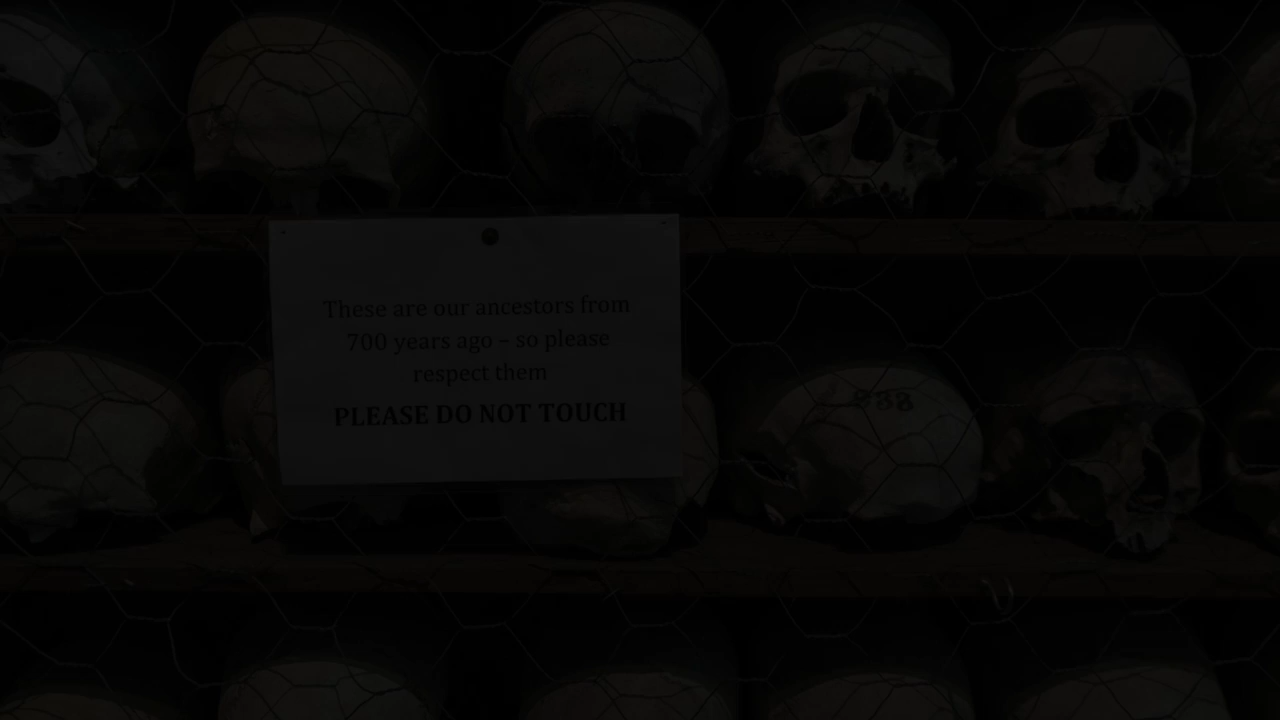 These are our ancestors from
700 years ago – so please
respect them
PLEASE DO NOT TOUCH